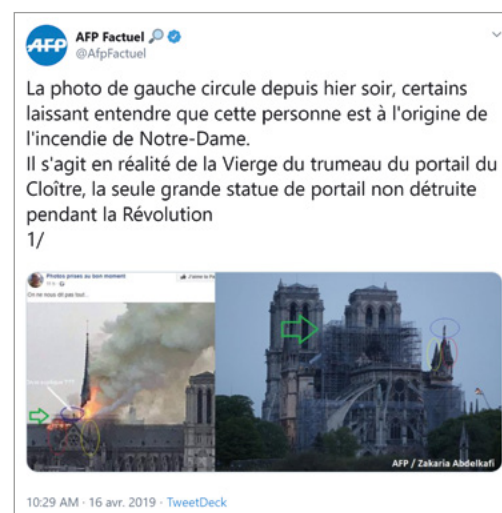 AFP
AFP Factuel
@AfpFactuel
La photo de gauche circule depuis hier soir, certains
laissant entendre que cette personne est à l'origine de
l'incendie de Notre-Dame.
Il s'agit en réalité de la Vierge du trumeau du portail du
Cloître, la seule grande statue de portail non détruite
pendant la Révolution
1/
Photos prises au bon moment
On ne nous dit pas tout...
AFP / Zakaria Abdelkafi
10:29 AM · 16 avr. 2019 · TweetDeck